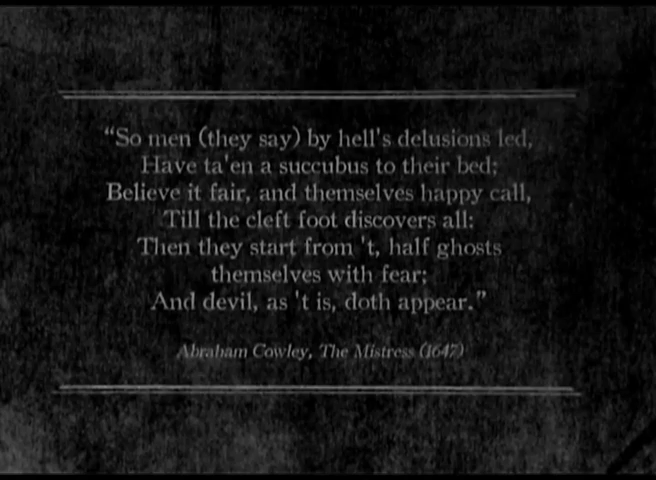 “So men (they say) by hell's delusions led,
Have ta'en a succubus to their bed;
Believe it fair, and themselves happy call,
Till the cleft foot discovers all:
Then they start from 't, half ghosts
themselves with fear;
And devil, as 't is, doth appear.”
Abraham Cowley, The Mistress (1647)